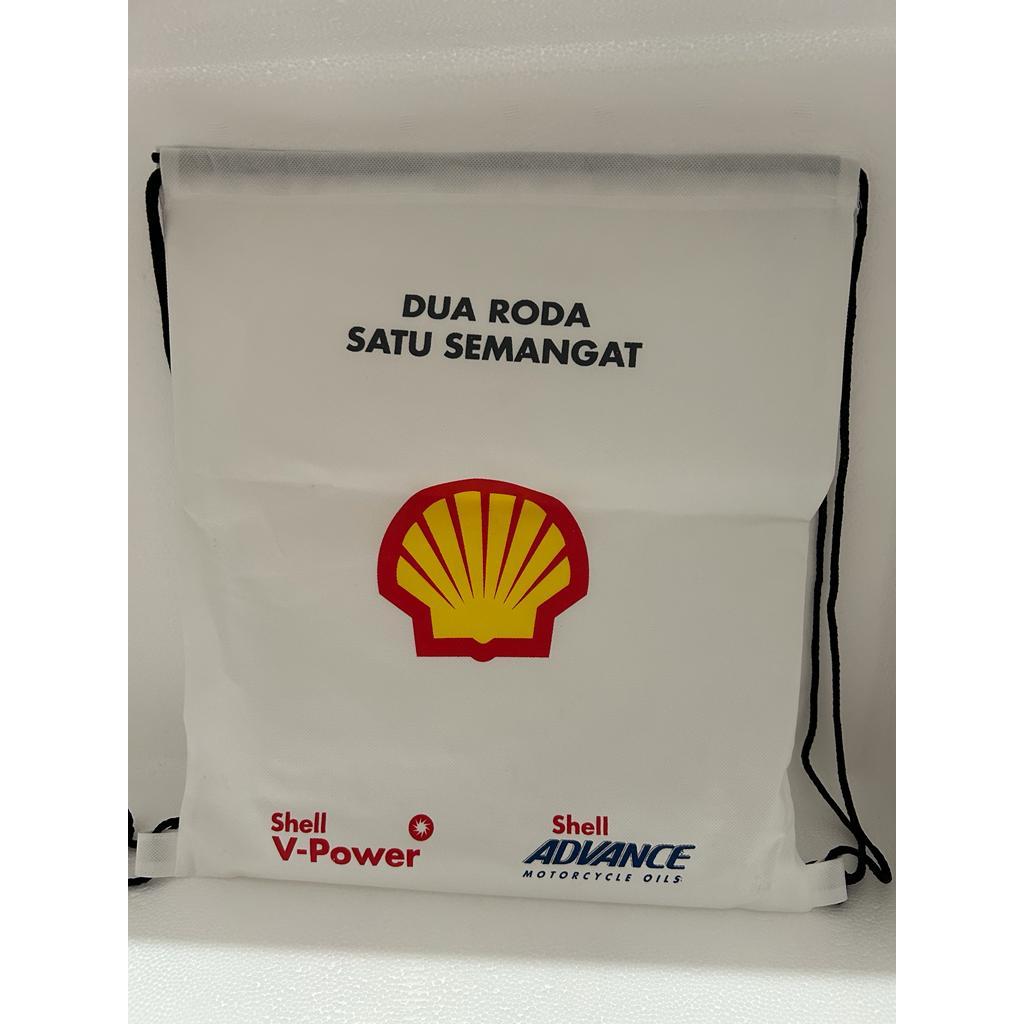 DUA RODA
SATU SEMANGAT
Shell
V-Power
Shell
ADVANCE
MOTORCYCLE OILS